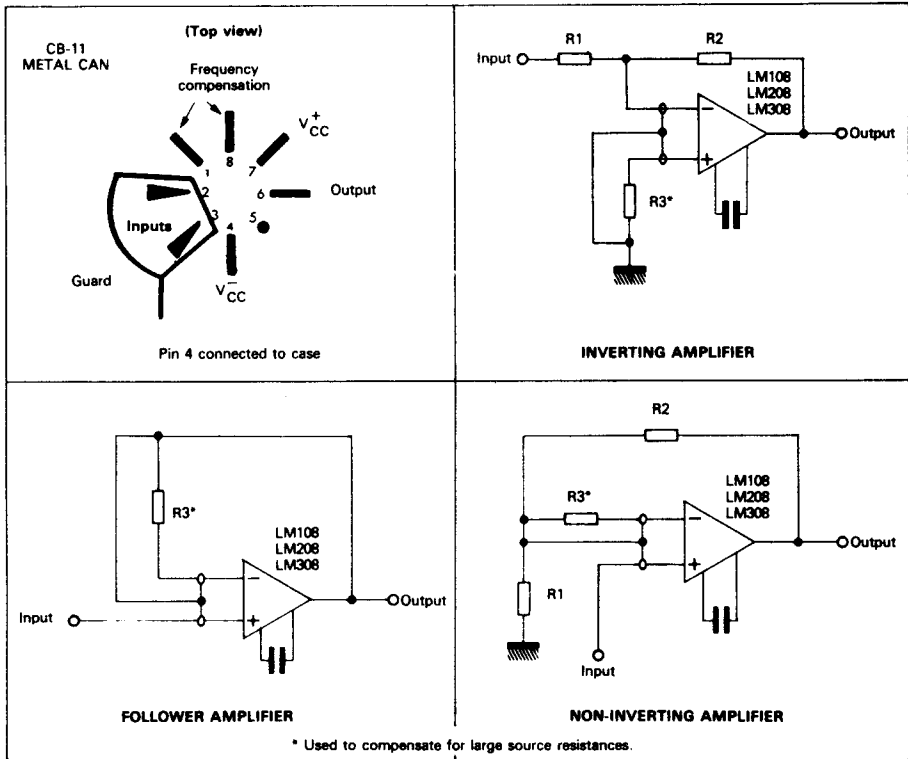 (Top view)
CB-11
METAL CAN
Frequency
compensation
V+CC
1
8
7
2
6
Output
3
5
4
Inputs
Guard
V−CC
Pin 4 connected to case
R1
R2
Input
LM108
LM208
LM308
−
+
Output
R3*
INVERTING AMPLIFIER
R3*
LM108
LM208
LM308
−
+
Input
Output
FOLLOWER AMPLIFIER
R2
R3*
LM108
LM208
LM308
−
+
Output
R1
Input
NON-INVERTING AMPLIFIER
* Used to compensate for large source resistances.